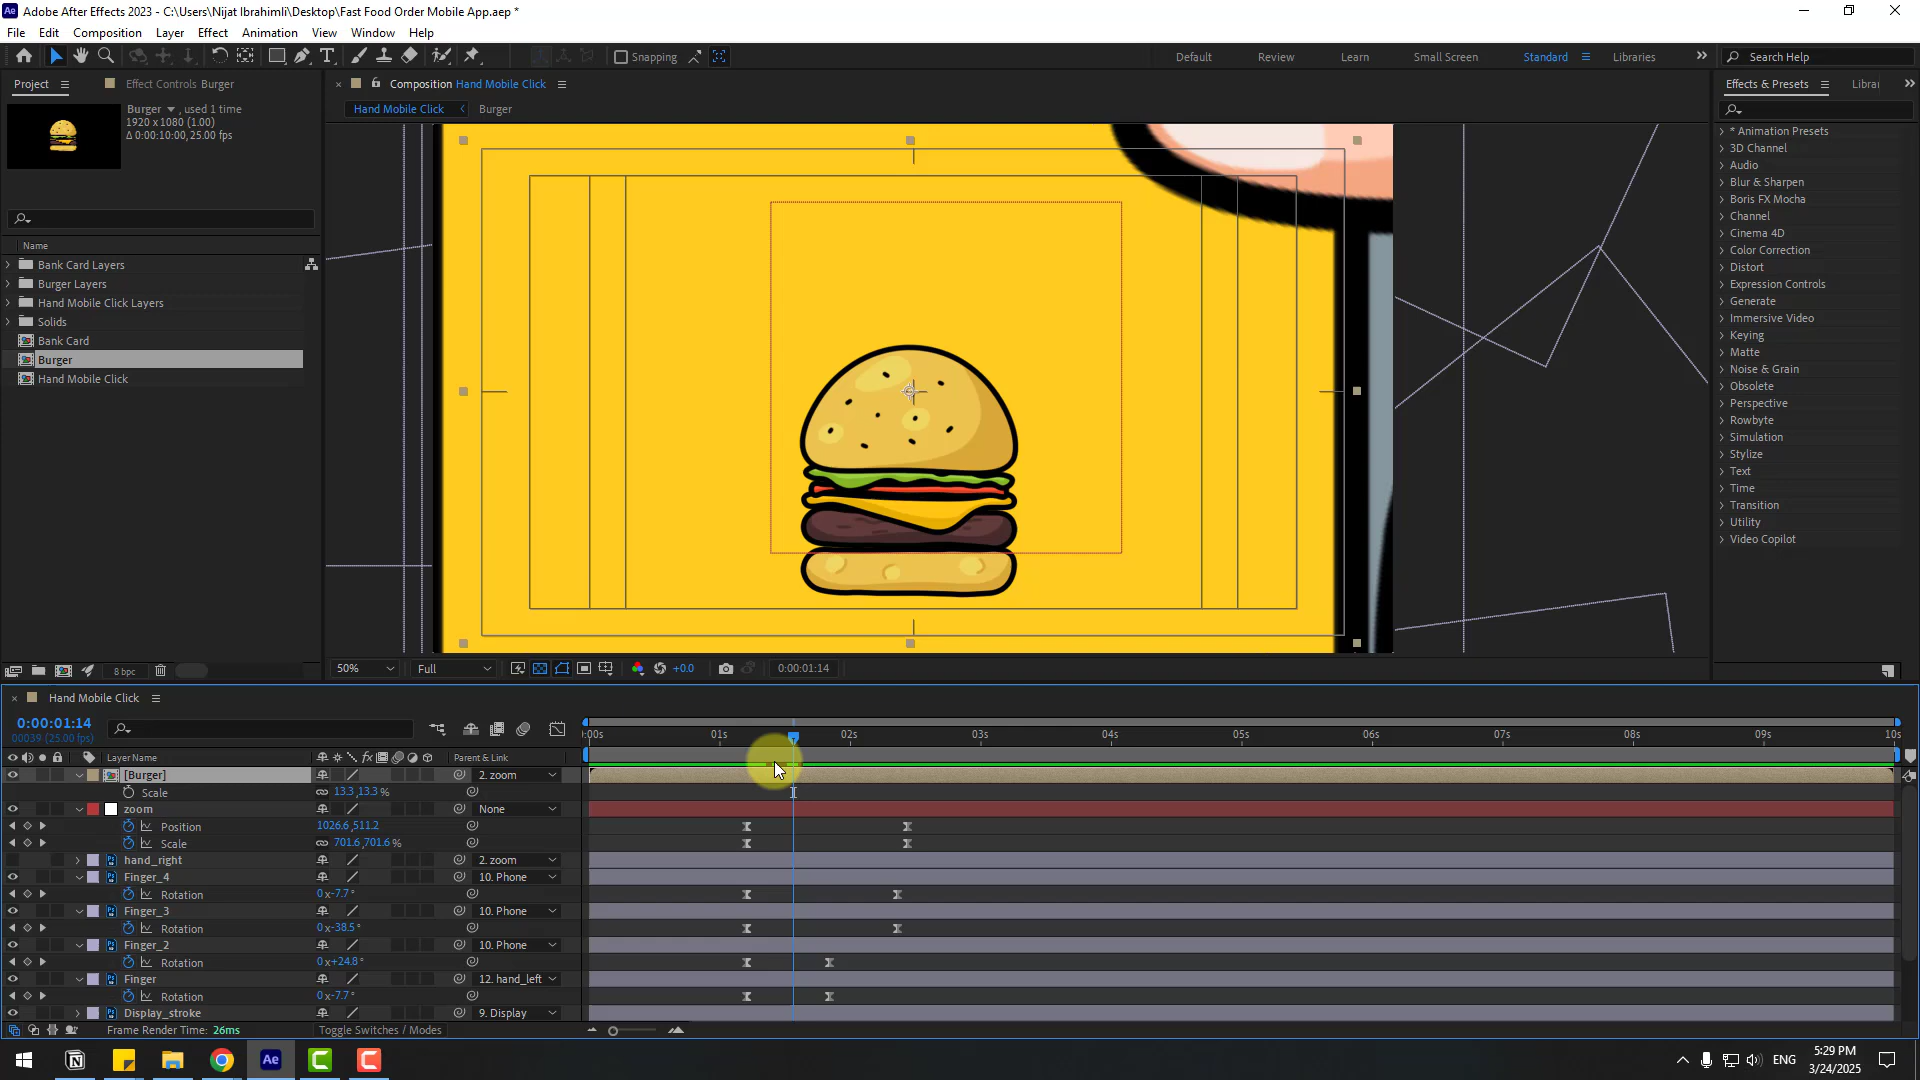 Adobe After Effects 2023 - C:\Users\Nijat Ibrahimli\Desktop\Fast Food Order Mobile App.aep *
File Edit Composition Layer Effect Animation View Window Help
Snapping
Default Review Learn Small Screen Standard Libraries
Search Help
Project
Effect Controls Burger
Composition Hand Mobile Click
Effects & Presets
Librar
Hand Mobile Click
Burger
Burger , used 1 time
1920 x 1080 (1.00)
Δ 0:00:10:00, 25.00 fps
Name
Bank Card Layers
Burger Layers
Hand Mobile Click Layers
Solids
Bank Card
Burger
Hand Mobile Click
* Animation Presets
3D Channel
Audio
Blur & Sharpen
Boris FX Mocha
Channel
Cinema 4D
Color Correction
Distort
Expression Controls
Generate
Immersive Video
Keying
Matte
Noise & Grain
Obsolete
Perspective
Rowbyte
Simulation
Stylize
Text
Time
Transition
Utility
Video Copilot
8 bpc
50%
Full
+0.0
0:00:01:14
Hand Mobile Click
0:00:01:14
00039 (25.00 fps)
:00s 01s 02s 03s 04s 05s 06s 07s 08s 09s 10s
Layer Name
Parent & Link
[Burger] 2. zoom
Scale 13.3,13.3 %
zoom None
Position 1026.6,511.2
Scale 701.6,701.6 %
hand_right 2. zoom
Finger_4 10. Phone
Rotation 0x-7.7°
Finger_3 10. Phone
Rotation 0x-38.5°
Finger_2 10. Phone
Rotation 0x+24.8°
Finger 12. hand_left
Rotation 0x-7.7°
Display_stroke 9. Display
Frame Render Time: 26ms
Toggle Switches / Modes
ENG
5:29 PM
3/24/2025